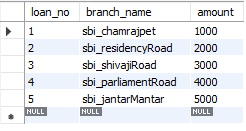 loan_no branch_name amount
1 sbi_chamrajpet 1000
2 sbi_residencyRoad 2000
3 sbi_shivajiRoad 3000
4 sbi_parliamentRoad 4000
5 sbi_jantarMantar 5000
NULL NULL NULL